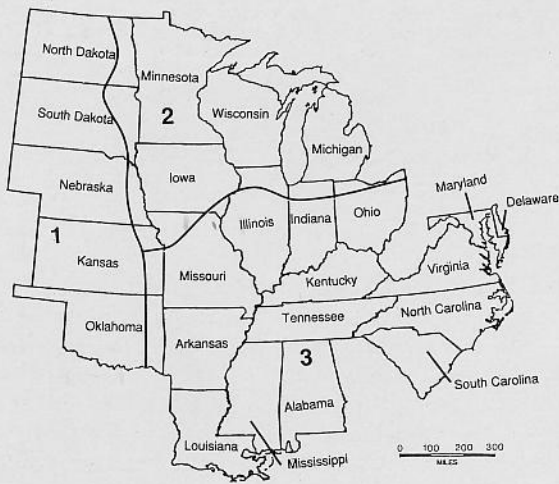 North Dakota
Minnesota
Wisconsin
South Dakota
2
Michigan
Iowa
Maryland
Nebraska
Delaware
1
Illinois
Indiana
Ohio
Kansas
Missouri
Virginia
Kentucky
Oklahoma
Tennessee
North Carolina
Arkansas
3
South Carolina
Alabama
Louisiana
Mississippi
0 100 200 300
MILES